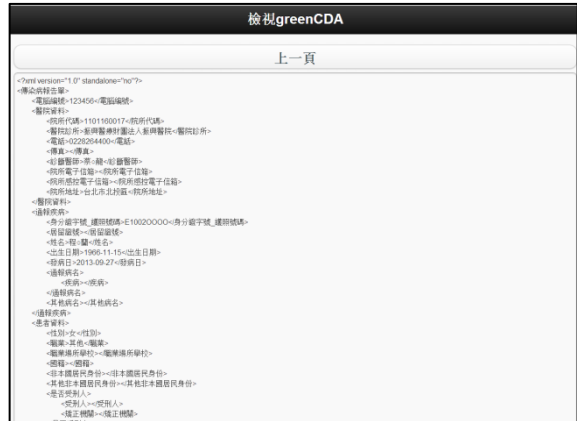 檢視greenCDA
上一頁
<?xml version="1.0" standalone="no"?>
<傳染病報告單>
<電腦編號>123456</電腦編號>
<醫院資料>
<院所代碼>1101160017</院所代碼>
<醫院診所>振興醫療財團法人振興醫院</醫院診所>
<電話>0228264400</電話>
<傳真></傳真>
<診斷醫師>蔡○龍</診斷醫師>
<院所電子信箱></院所電子信箱>
<院所感控電子信箱></院所感控電子信箱>
<院所地址>台北市北投區</院所地址>
</醫院資料>
<通報疾病>
<身分證字號_護照號碼>E1002OOOO</身分證字號_護照號碼>
<居留證號></居留證號>
<姓名>程○蘭</姓名>
<出生日期>1966-11-15</出生日期>
<發病日>2013-09-27</發病日>
<通報病名>
<疾病></疾病>
</通報病名>
<其他病名></其他病名>
</通報疾病>
<患者資料>
<性別>女</性別>
<職業>其他</職業>
<職業場所學校></職業場所學校>
<國籍></國籍>
<非本國居民身份></非本國居民身份>
<其他非本國居民身份></其他非本國居民身份>
<是否受刑人>
<受刑人></受刑人>
<矯正機關></矯正機關>